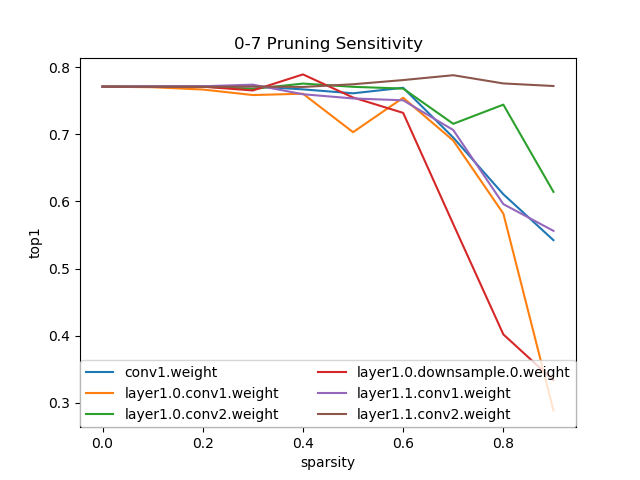 0-7 Pruning Sensitivity
0.8
0.7
0.6
0.5
0.4
0.3
top1
conv1.weight
layer1.0.conv1.weight
layer1.0.conv2.weight
layer1.0.downsample.0.weight
layer1.1.conv1.weight
layer1.1.conv2.weight
0.0 0.2 0.4 0.6 0.8
sparsity